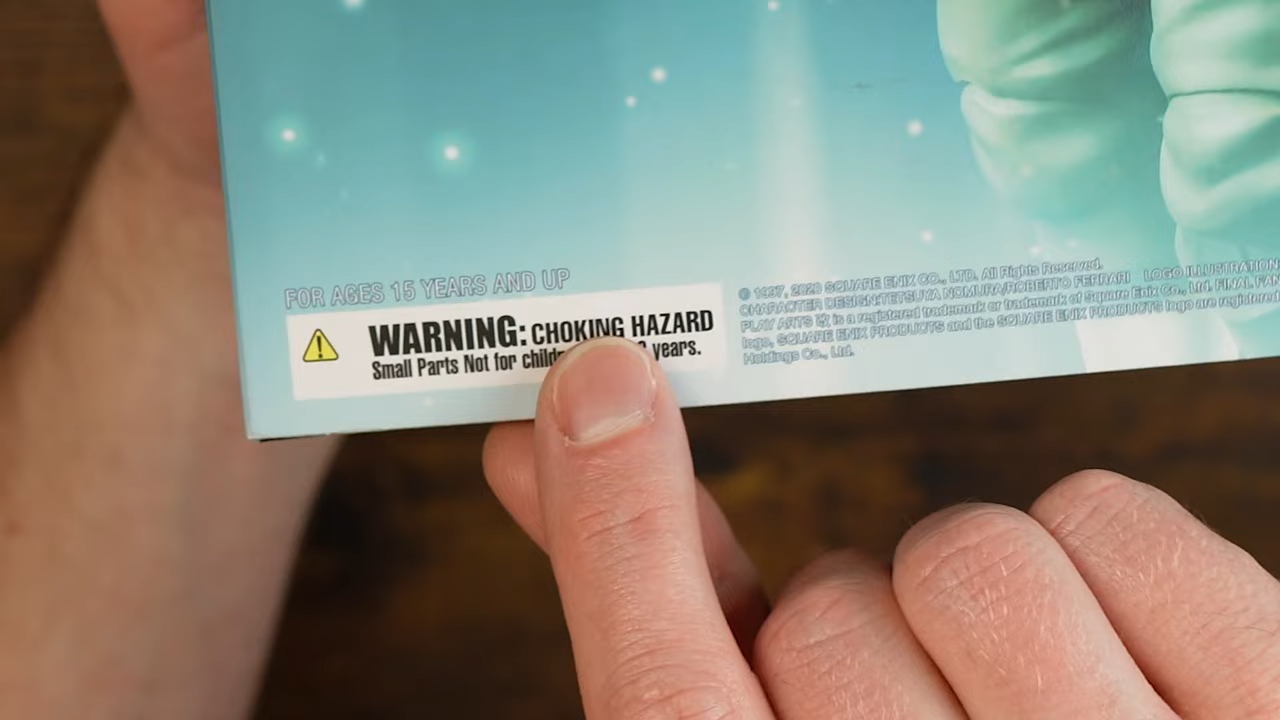 FOR AGES 15 YEARS AND UP
WARNING: CHOKING HAZARD
Small Parts Not for years.
© 1997, 2020 SQUARE ENIX CO., LTD. All Rights Reserved.
CHARACTER DESIGN:TETSUYA NOMURA/ROBERTO FERRARI LOGO ILLUSTRATION
PLAY ARTS 改 is a registered trademark or trademark of Square Enix Co., Ltd. FINAL
logo, SQUARE ENIX PRODUCTS and the SQUARE ENIX PRODUCTS logo are registered
Holdings Co., Ltd.